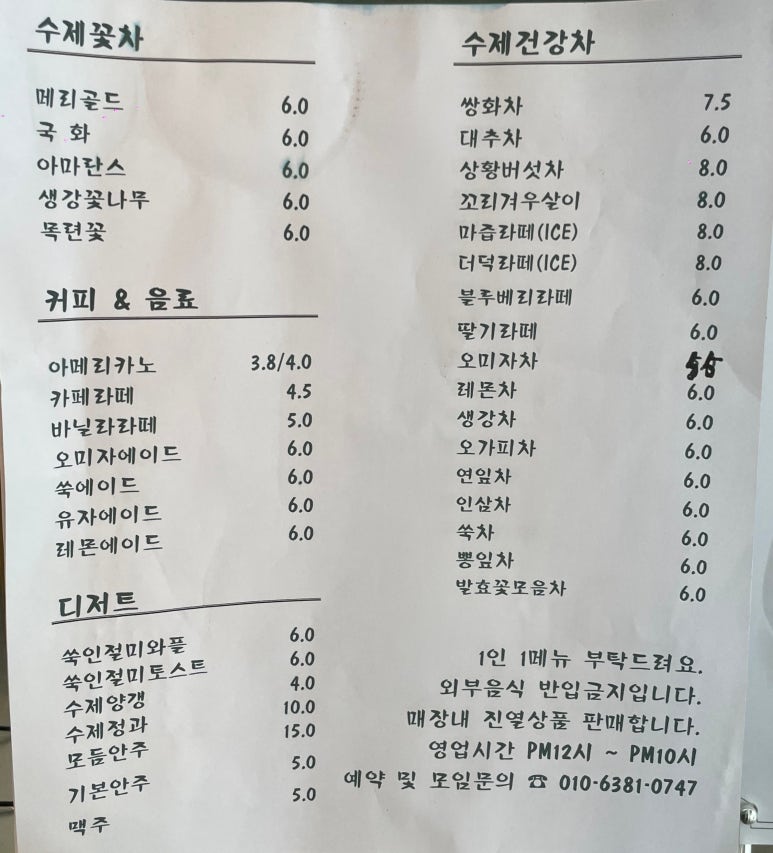 수제꽃차
메리골드 6.0
국 화 6.0
아마란스 6.0
생강꽃나무 6.0
목련꽃 6.0
커피 & 음료
아메리카노 3.8/4.0
카페라떼 4.5
바닐라라떼 5.0
오미자에이드 6.0
쑥에이드 6.0
유자에이드 6.0
레몬에이드 6.0
디저트
쑥인절미와플 6.0
쑥인절미토스트 6.0
수제양갱 4.0
수제정과 10.0
모듬안주 15.0
기본안주 5.0
맥주 5.0
수제건강차
쌍화차 7.5
대추차 6.0
상황버섯차 8.0
꼬리겨우살이 8.0
마즙라떼(ICE) 8.0
더덕라떼(ICE) 8.0
블루베리라떼 6.0
딸기라떼 6.0
오미자차 5.5
레몬차 6.0
생강차 6.0
오가피차 6.0
연잎차 6.0
인삼차 6.0
쑥차 6.0
뽕잎차 6.0
발효꽃모음차 6.0
1인 1메뉴 부탁드려요.
외부음식 반입금지입니다.
매장내 진열상품 판매합니다.
영업시간 PM12시 ~ PM10시
예약 및 모임문의 ☎ 010-6381-0747